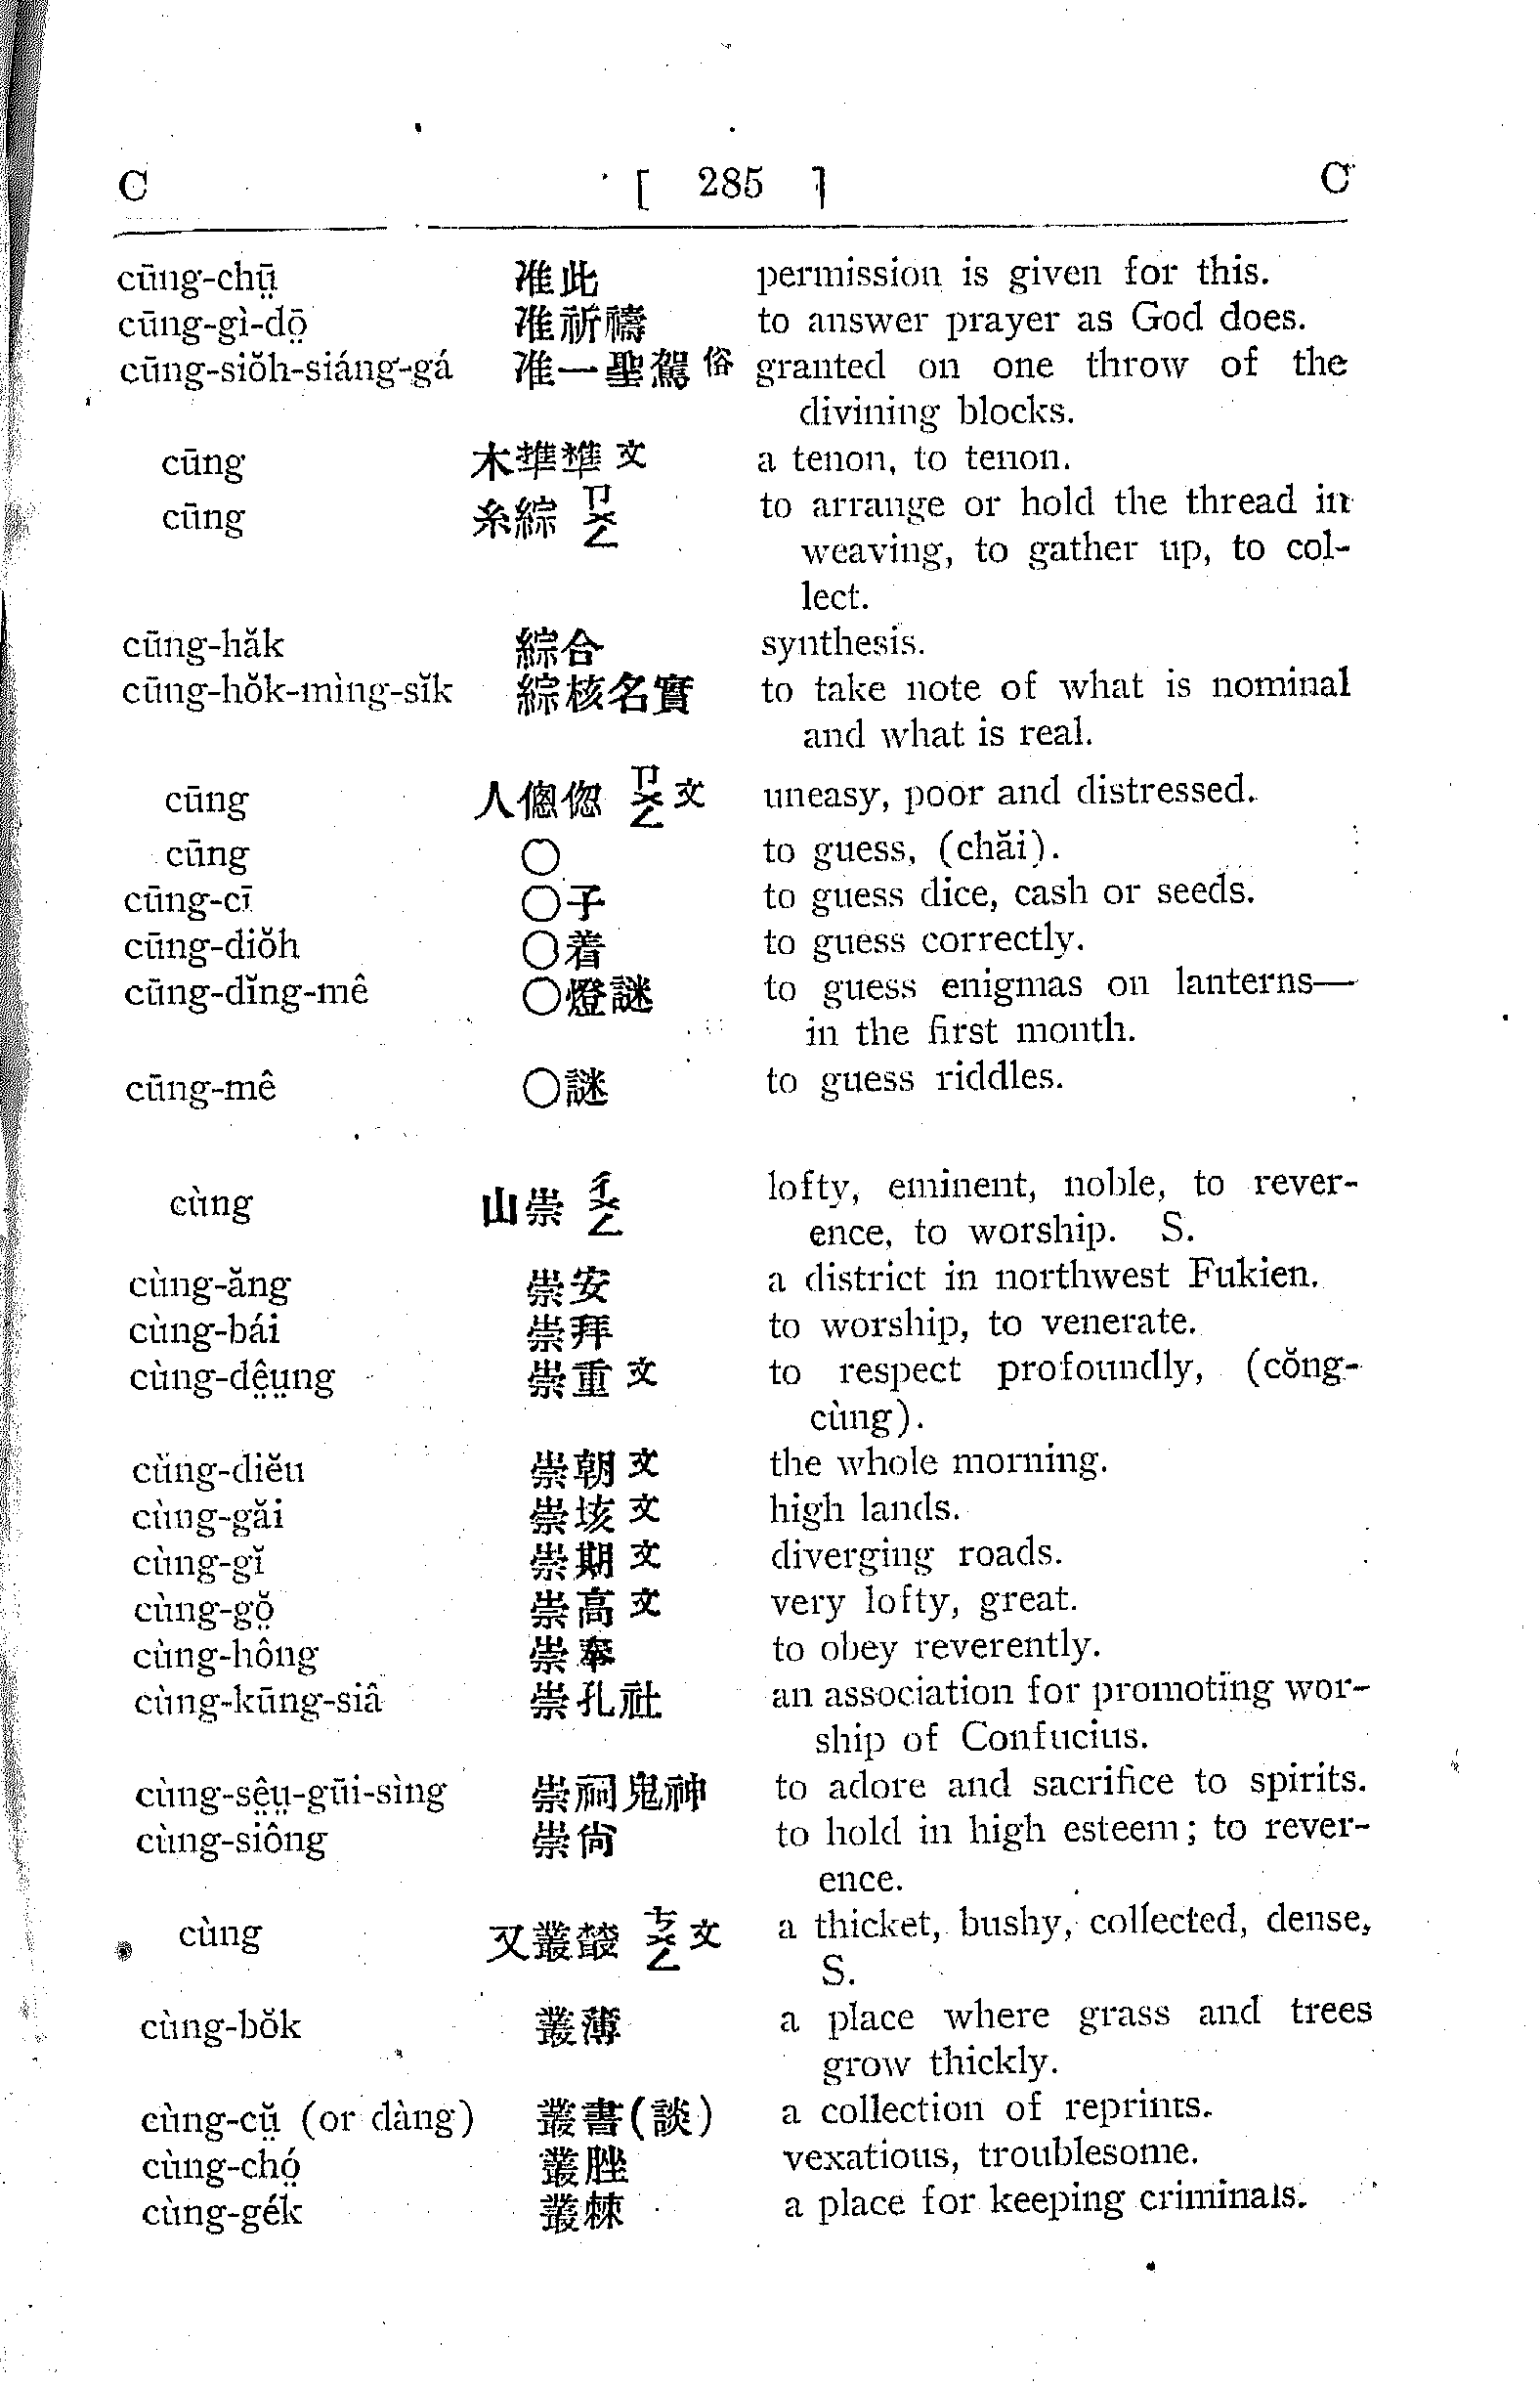 C [ 285 ] C
cūng-chṳ̄ 准此 permission is given for this.
cūng-gì-dō̤ 准祈禱 to answer prayer as God does.
cūng-siŏh-siáng-gá 准一聖駕 俗 granted on one throw of the
divining blocks.
cūng 木 文 a tenon, to tenon.
cūng 糸綜 ㄗㄨㄥ to arrange or hold the thread in
weaving, to gather up, to col-
lect.
cūng-hăk 綜合 synthesis.
cūng-hŏk-mìng-sĭk 綜核名實 to take note of what is nominal
and what is real.
cūng 人傯偬 ㄗㄨㄥ 文 uneasy, poor and distressed.
cūng ○ to guess, (chăi).
cūng-cī ○子 to guess dice, cash or seeds.
cūng-diŏh ○着 to guess correctly.
cūng-dĭng-mê ○燈謎 to guess enigmas on lanterns—
in the first month.
cūng-mê ○謎 to guess riddles.
cùng 山崇 ㄔㄨㄥ lofty, eminent, noble, to rever-
ence, to worship. S.
cùng-ăng 崇安 a district in northwest Fukien.
cùng-bái 崇拜 to worship, to venerate.
cùng-dê̤ṳng 崇重 文 to respect profoundly, (cŏng-
cùng).
cùng-diĕu 崇朝 文 the whole morning.
cùng-găi 崇垓 文 high lands.
cùng-gĭ 崇期 文 diverging roads.
cùng-gŏ̤ 崇高 文 very lofty, great.
cùng-hông 崇奉 to obey reverently.
cùng-kūng-siâ 崇孔社 an association for promoting wor-
ship of Confucius.
cùng-sê̤ṳ-gūi-sìng 崇祠鬼神 to adore and sacrifice to spirits.
cùng-siông 崇尙 to hold in high esteem; to rever-
ence.
cùng 又叢 ㄘㄨㄥ 文 a thicket, bushy, collected, dense,
S.
cùng-bŏk 叢薄 a place where grass and trees
grow thickly.
cùng-cṳ̆ (or dàng) 叢書(談) a collection of reprints.
cùng-chó̤ 叢脞 vexatious, troublesome.
cùng-gék 叢棘 a place for keeping criminals.